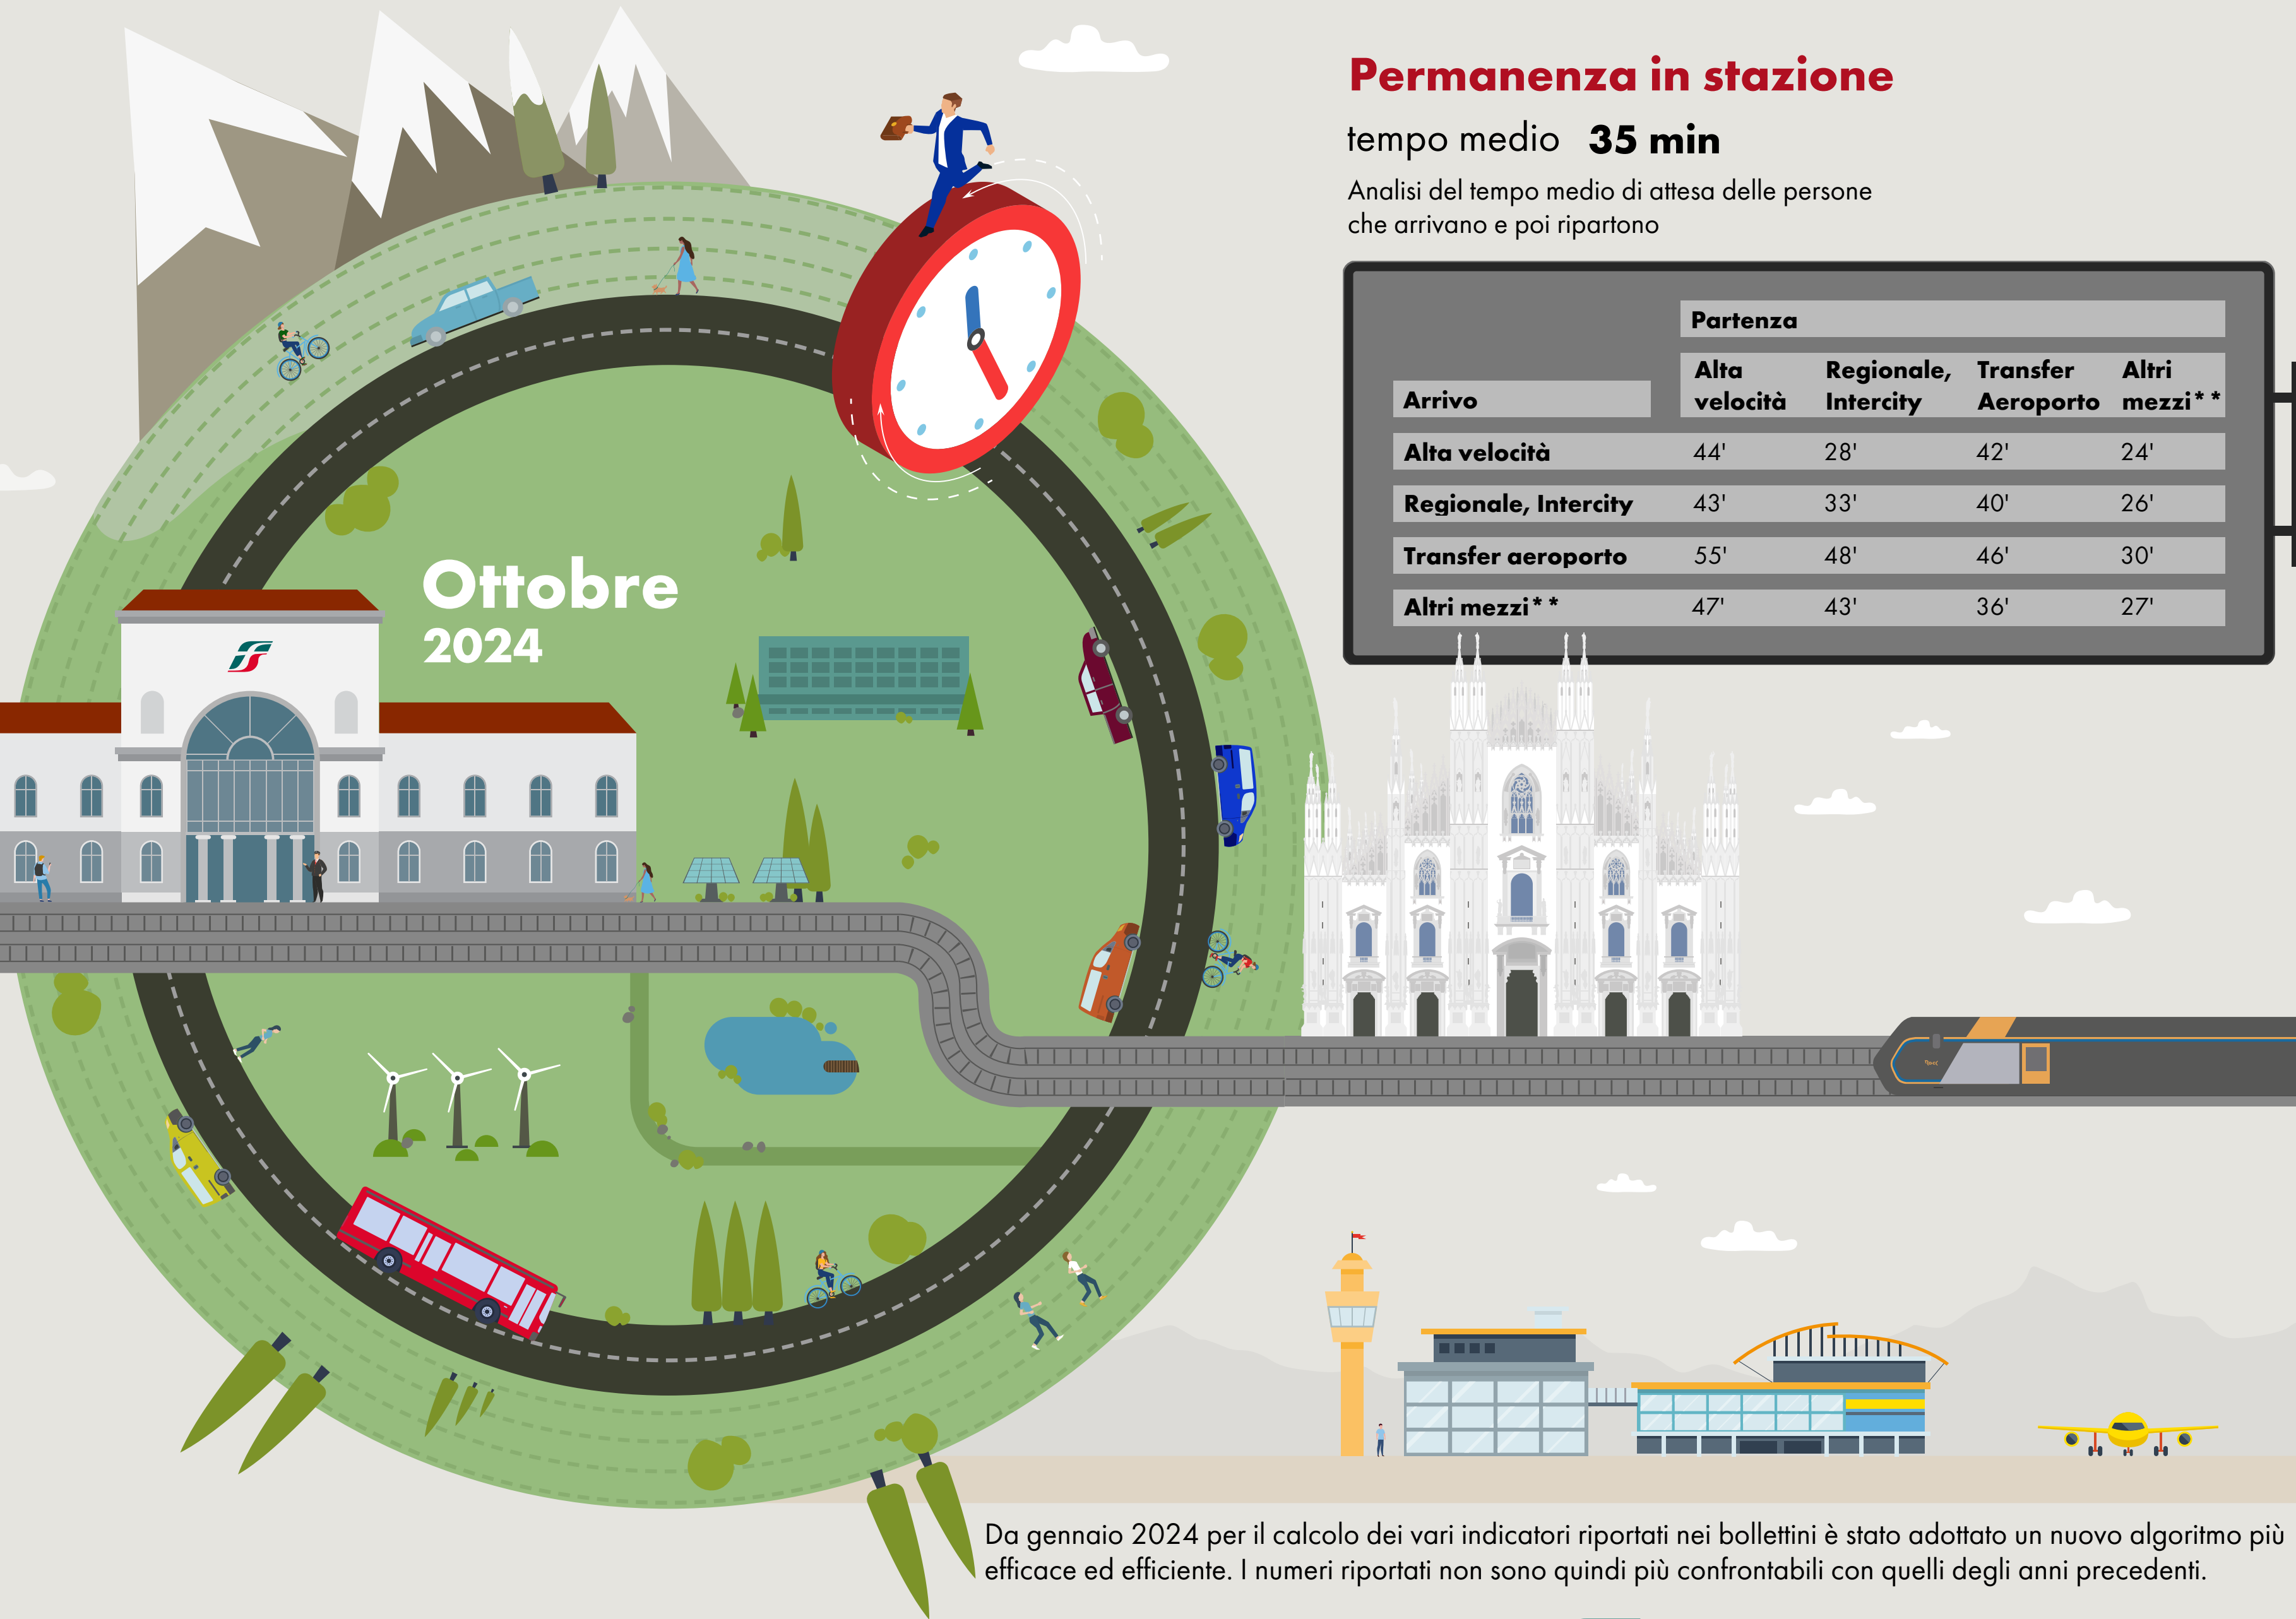 Permanenza in stazione
tempo medio 35 min
Analisi del tempo medio di attesa delle persone
che arrivano e poi ripartono
Partenza
Arrivo
Alta velocità
Regionale, Intercity
Transfer Aeroporto
Altri mezzi**
Alta velocità 44' 28' 42' 24'
Regionale, Intercity 43' 33' 40' 26'
Transfer aeroporto 55' 48' 46' 30'
Altri mezzi** 47' 43' 36' 27'
Ottobre
2024
Da gennaio 2024 per il calcolo dei vari indicatori riportati nei bollettini è stato adottato un nuovo algoritmo più
efficace ed efficiente. I numeri riportati non sono quindi più confrontabili con quelli degli anni precedenti.